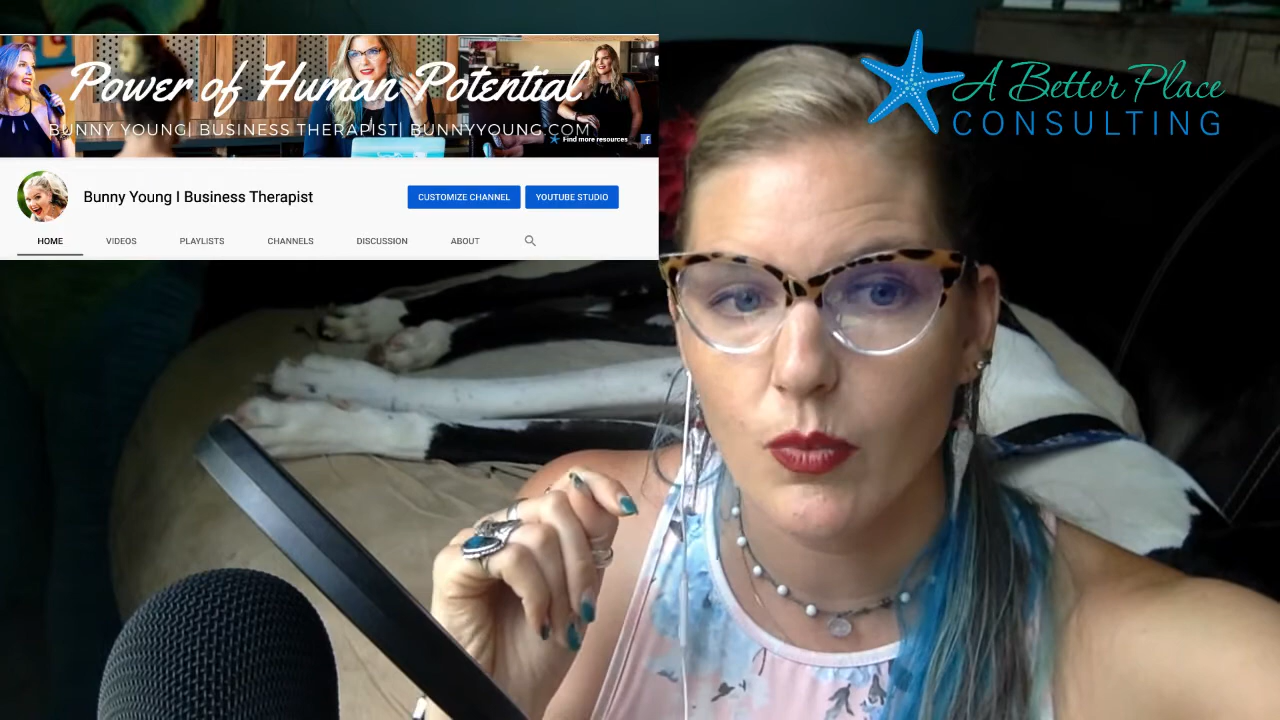 Power of Human Potential
BUNNY YOUNG| BUSINESS THERAPIST| BUNNYYOUNG.COM
Find more resources
Bunny Young I Business Therapist
CUSTOMIZE CHANNEL
YOUTUBE STUDIO
HOME
VIDEOS
PLAYLISTS
CHANNELS
DISCUSSION
ABOUT
A Better Place
CONSULTING